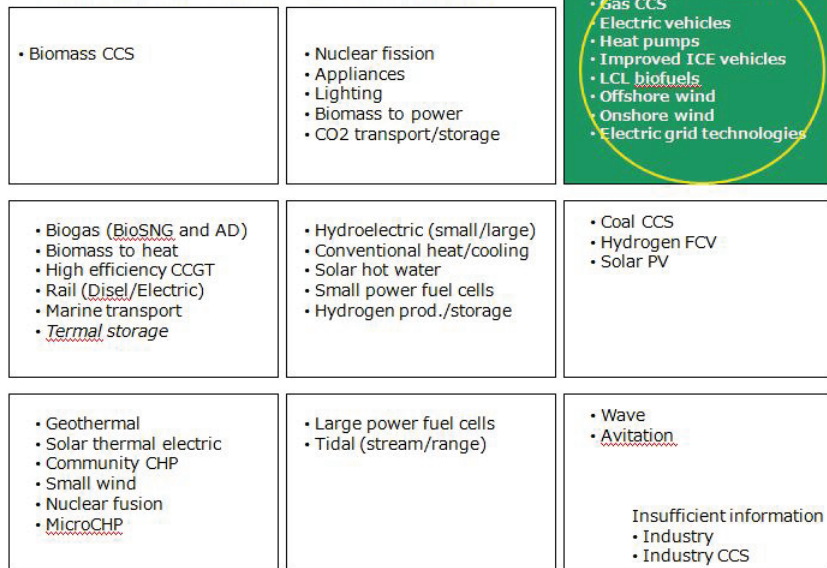 • Biomass CCS
• Nuclear fission
• Appliances
• Lighting
• Biomass to power
• CO2 transport/storage
• Gas CCS
• Electric vehicles
• Heat pumps
• Improved ICE vehicles
• LCL biofuels
• Offshore wind
• Onshore wind
• Electric grid technologies
• Biogas (BioSNG and AD)
• Biomass to heat
• High efficiency CCGT
• Rail (Disel/Electric)
• Marine transport
• Termal storage
• Hydroelectric (small/large)
• Conventional heat/cooling
• Solar hot water
• Small power fuel cells
• Hydrogen prod./storage
• Coal CCS
• Hydrogen FCV
• Solar PV
• Geothermal
• Solar thermal electric
• Community CHP
• Small wind
• Nuclear fusion
• MicroCHP
• Large power fuel cells
• Tidal (stream/range)
• Wave
• Avitation
Insufficient information
• Industry
• Industry CCS